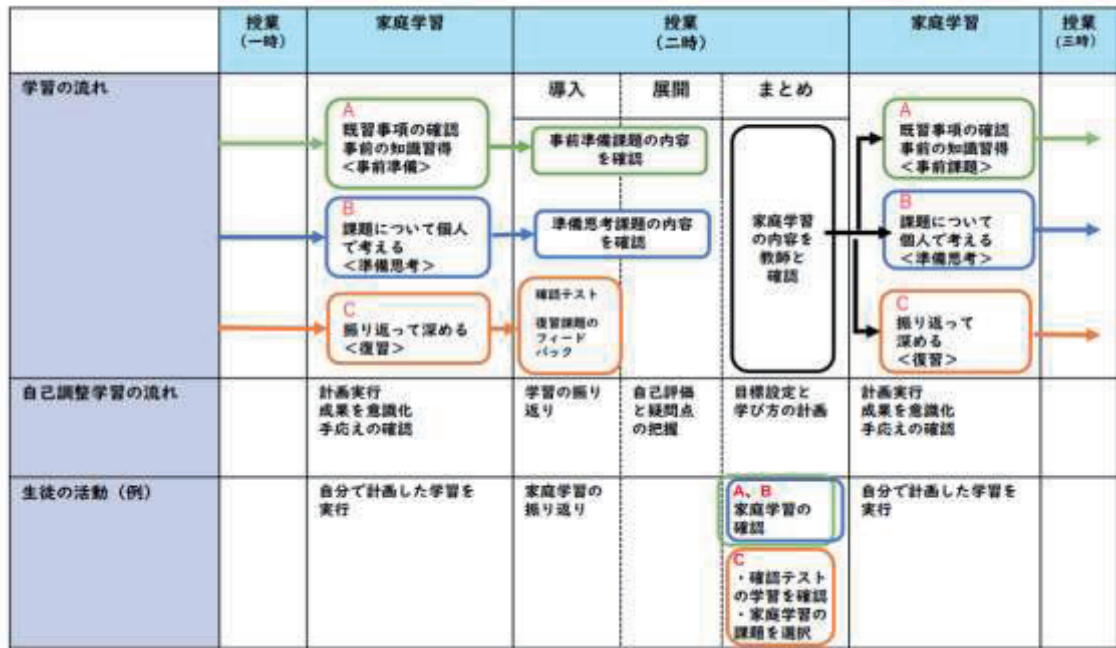 授業
(一時)
家庭学習
授業
(二時)
家庭学習
授業
(三時)
学習の流れ
導入
展開
まとめ
A
既習事項の確認
事前の知識習得
<事前準備>
事前準備課題の内容
を確認
A
既習事項の確認
事前の知識習得
<事前課題>
B
課題について個人
で考える
<準備思考>
準備思考課題の内容
を確認
家庭学習
の内容を
教師と
確認
B
課題について
個人で考える
<準備思考>
C
振り返って深める
<復習>
確認テスト
復習課題の
フィード
バック
C
振り返って
深める
<復習>
自己調整学習の流れ
計画実行
成果を意識化
手応えの確認
学習の振り
返り
自己評価
と疑問点
の把握
目標設定と
学び方の計画
計画実行
成果を意識化
手応えの確認
生徒の活動（例）
自分で計画した学習を
実行
家庭学習の
振り返り
A、B
家庭学習の
確認
C
・確認テスト
の学習を確認
・家庭学習の
課題を選択
自分で計画した学習を
実行